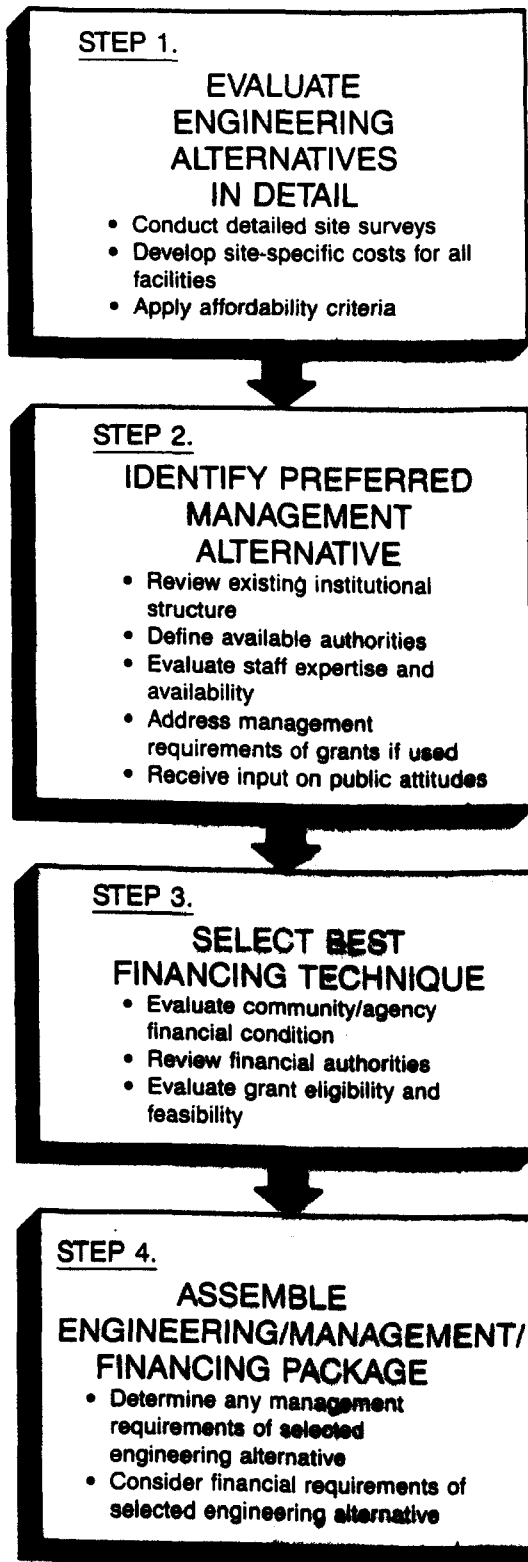 STEP 1.
EVALUATE
ENGINEERING
ALTERNATIVES
IN DETAIL
• Conduct detailed site surveys
• Develop site-specific costs for all
facilities
• Apply affordability criteria
STEP 2.
IDENTIFY PREFERRED
MANAGEMENT
ALTERNATIVE
• Review existing institutional
structure
• Define available authorities
• Evaluate staff expertise and
availability
• Address management
requirements of grants if used
• Receive input on public attitudes
STEP 3.
SELECT BEST
FINANCING TECHNIQUE
• Evaluate community/agency
financial condition
• Review financial authorities
• Evaluate grant eligibility and
feasibility
STEP 4.
ASSEMBLE
ENGINEERING/MANAGEMENT/
FINANCING PACKAGE
• Determine any management
requirements of selected
engineering alternative
• Consider financial requirements of
selected engineering alternative